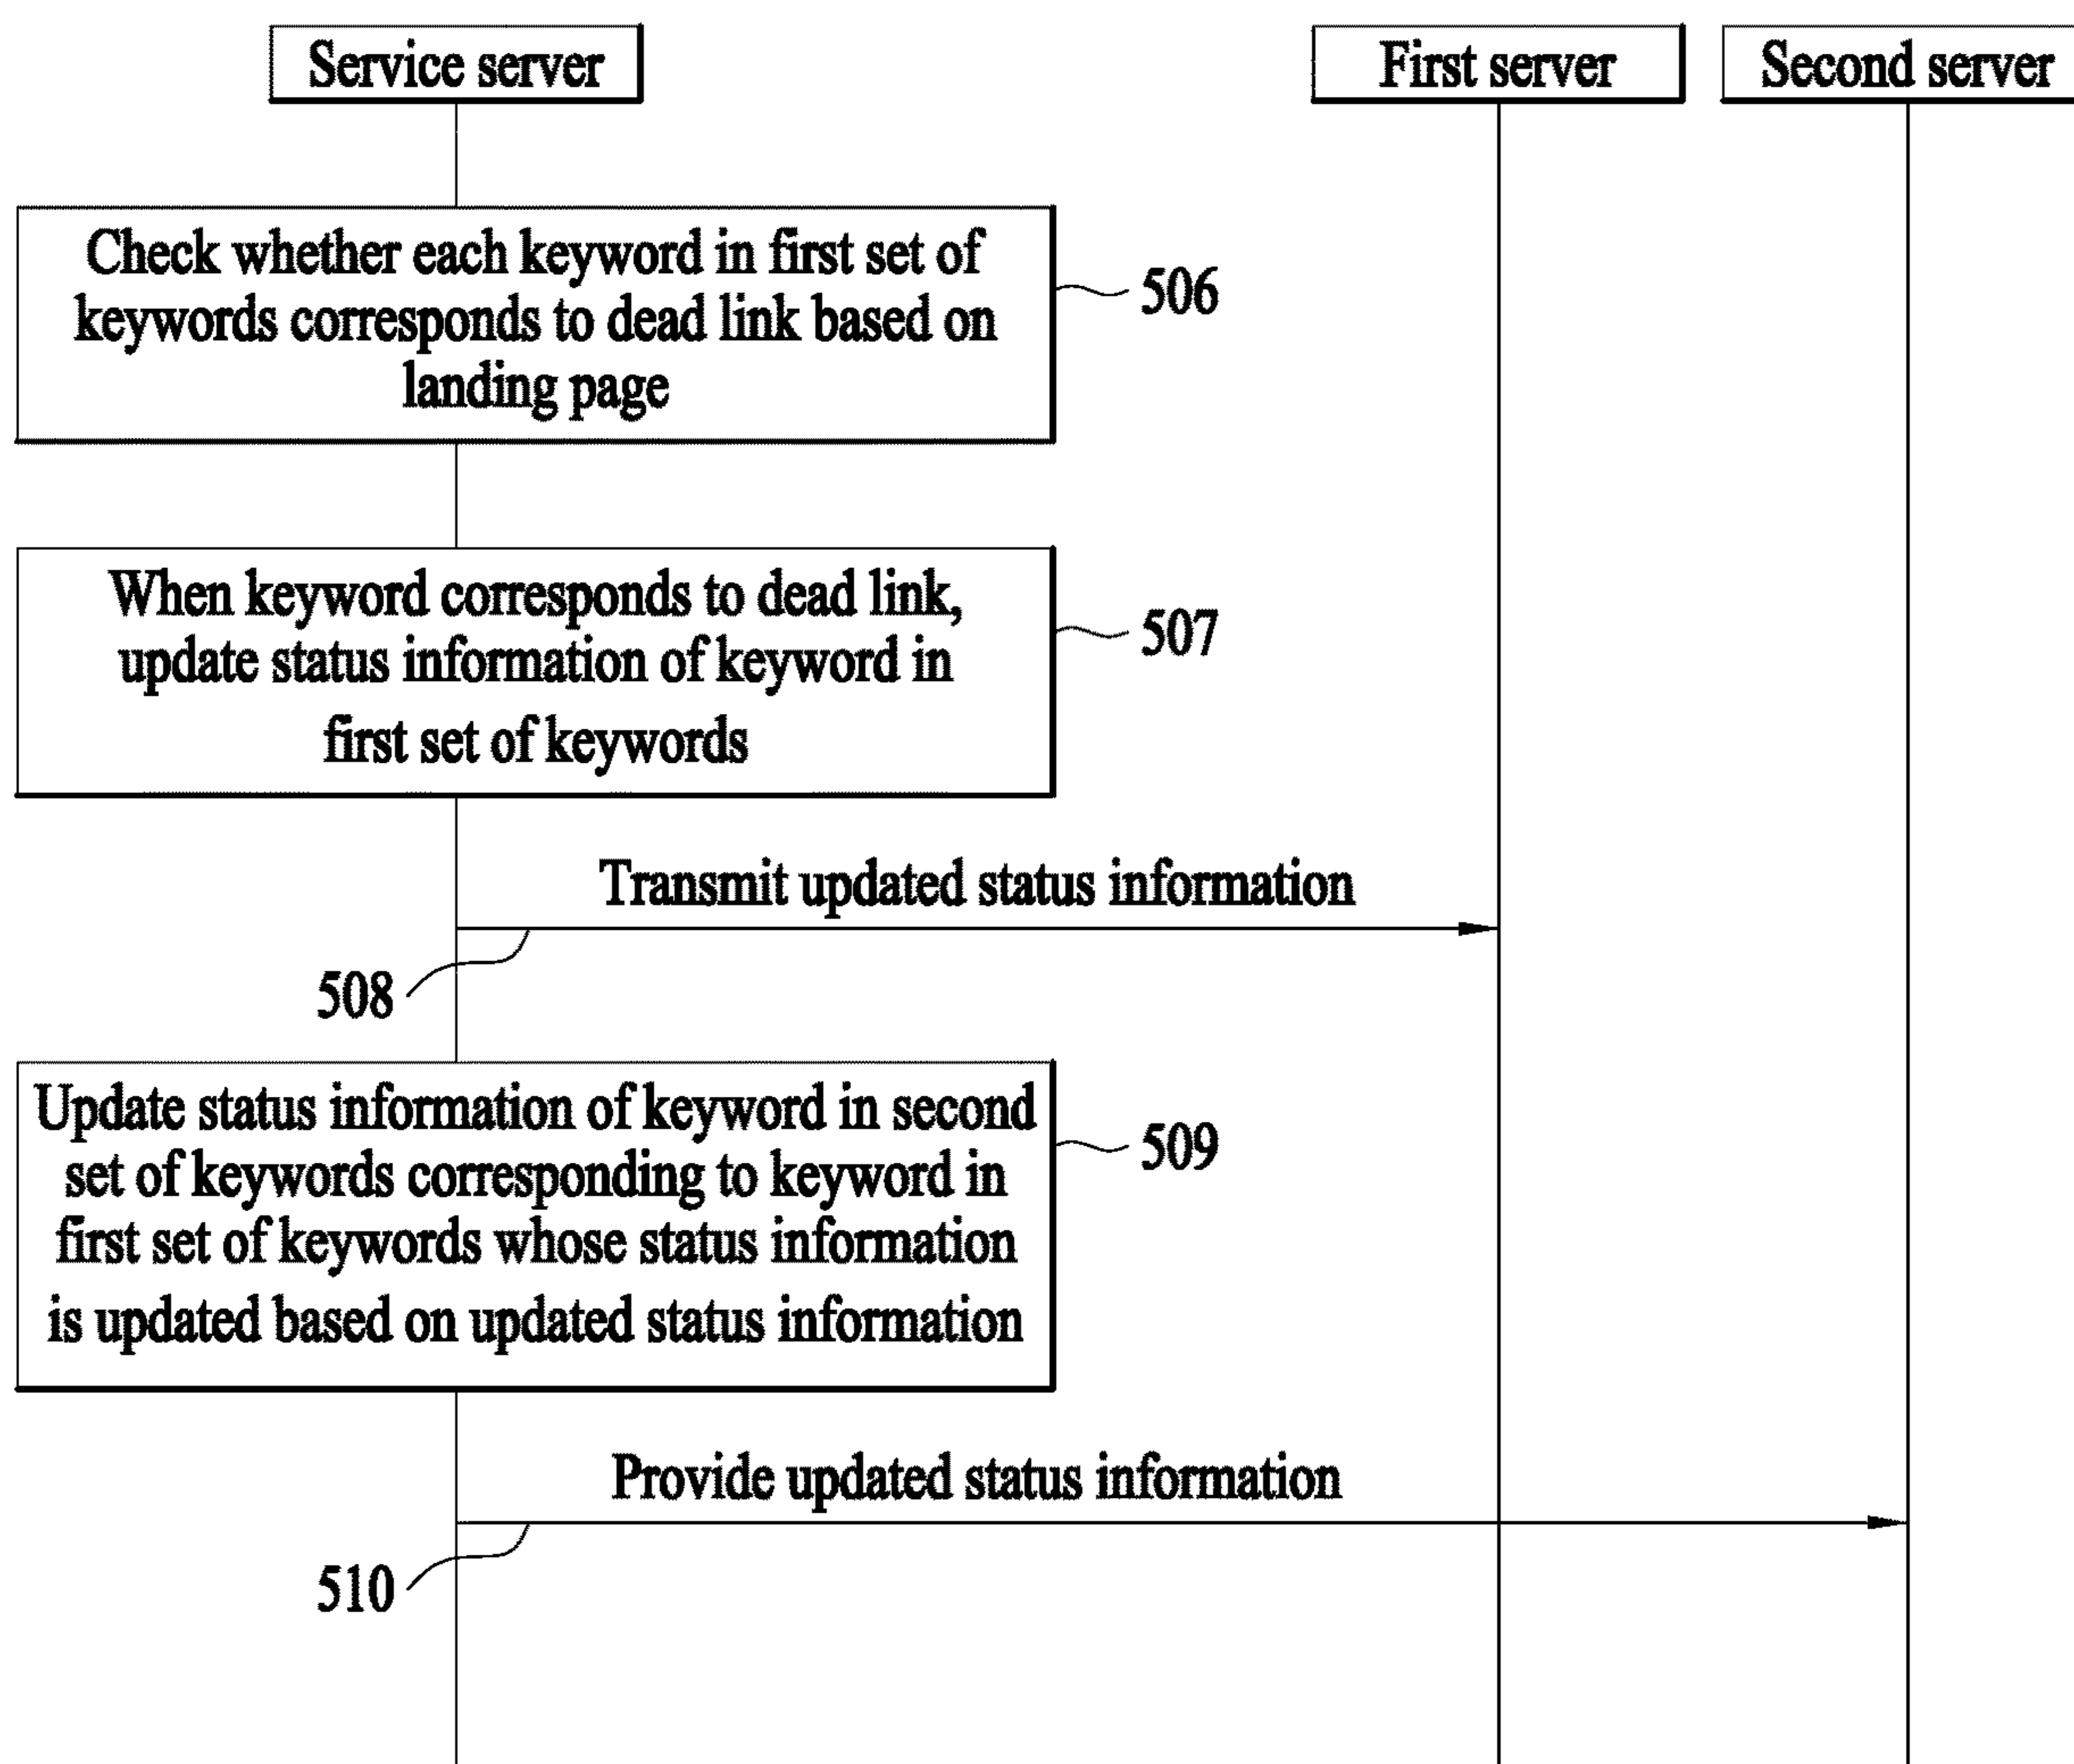 Service server
First server
Second server
Check whether each keyword in first set of
keywords corresponds to dead link based on
landing page
506
When keyword corresponds to dead link,
update status information of keyword in
first set of keywords
507
Transmit updated status information
508
Update status information of keyword in second
set of keywords corresponding to keyword in
first set of keywords whose status information
is updated based on updated status information
509
Provide updated status information
510